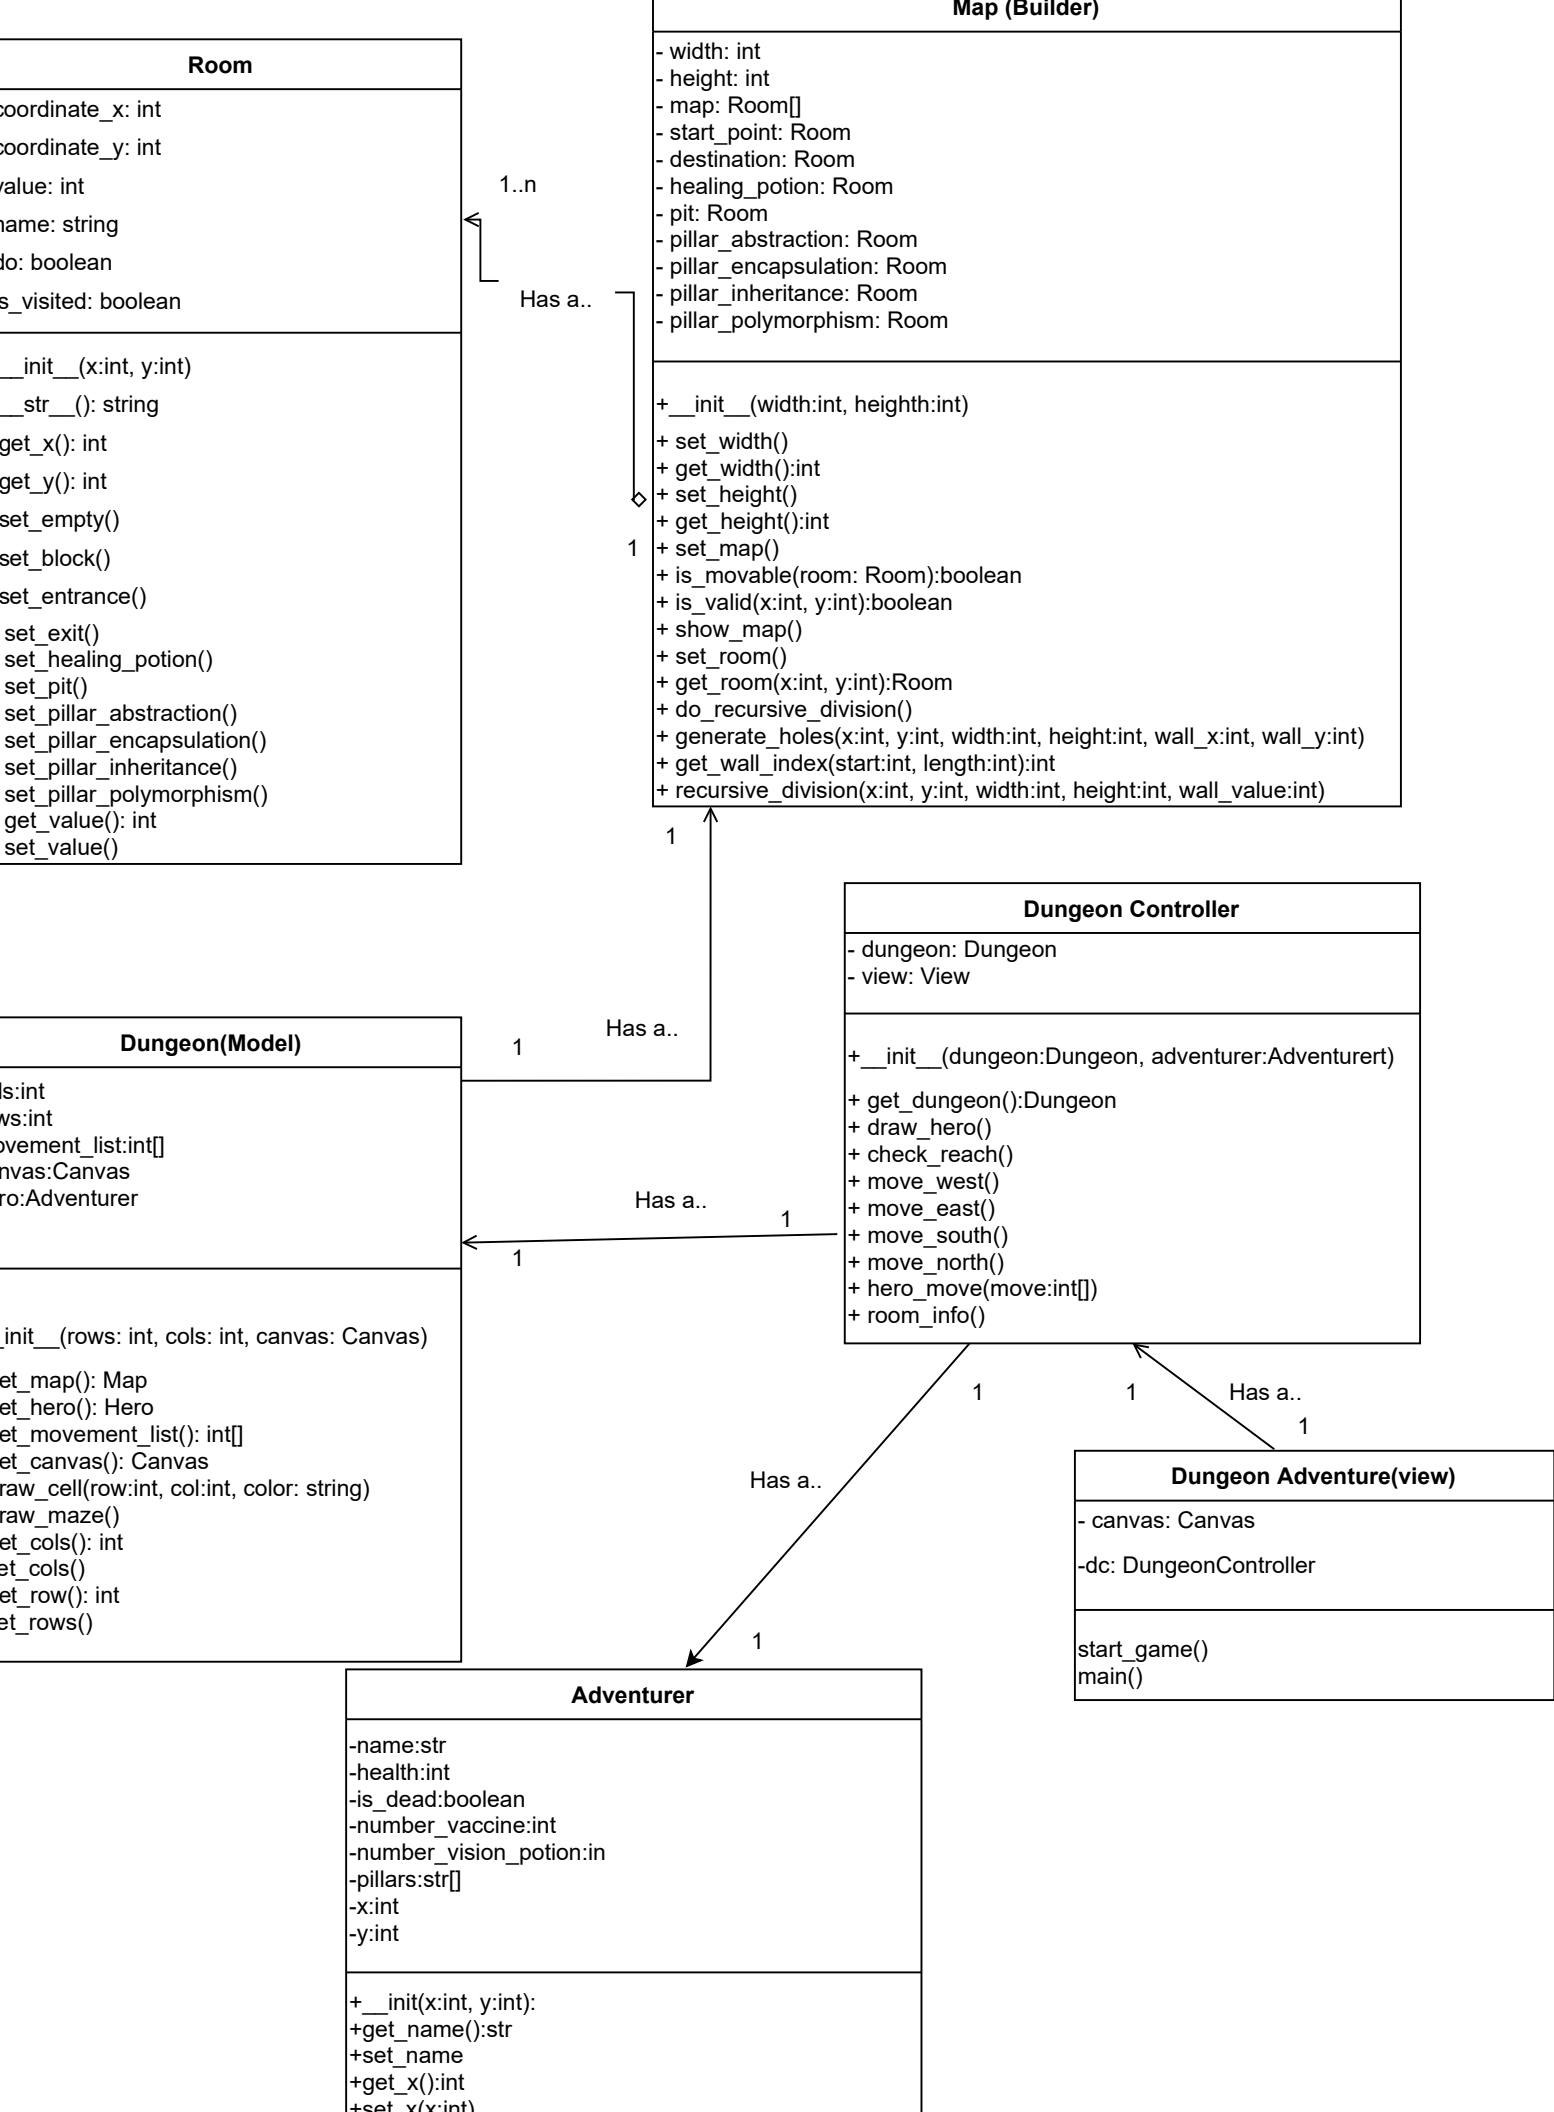 Map (Builder)
- width: int
- height: int
- map: Room[]
- start_point: Room
- destination: Room
- healing_potion: Room
- pit: Room
- pillar_abstraction: Room
- pillar_encapsulation: Room
- pillar_inheritance: Room
- pillar_polymorphism: Room
+__init__(width:int, heighth:int)
+ set_width()
+ get_width():int
+ set_height()
+ get_height():int
+ set_map()
+ is_movable(room: Room):boolean
+ is_valid(x:int, y:int):boolean
+ show_map()
+ set_room()
+ get_room(x:int, y:int):Room
+ do_recursive_division()
+ generate_holes(x:int, y:int, width:int, height:int, wall_x:int, wall_y:int)
+ get_wall_index(start:int, length:int):int
+ recursive_division(x:int, y:int, width:int, height:int, wall_value:int)
Room
coordinate_x: int
coordinate_y: int
value: int
name: string
do: boolean
s_visited: boolean
__init__(x:int, y:int)
__str__(): string
get_x(): int
get_y(): int
set_empty()
set_block()
set_entrance()
set_exit()
set_healing_potion()
set_pit()
set_pillar_abstraction()
set_pillar_encapsulation()
set_pillar_inheritance()
set_pillar_polymorphism()
get_value(): int
set_value()
1..n
Has a..
1
1
Has a..
1
Dungeon Controller
- dungeon: Dungeon
- view: View
+__init__(dungeon:Dungeon, adventurer:Adventurert)
+ get_dungeon():Dungeon
+ draw_hero()
+ check_reach()
+ move_west()
+ move_east()
+ move_south()
+ move_north()
+ hero_move(move:int[])
+ room_info()
Dungeon(Model)
ls:int
ws:int
ovement_list:int[]
nvas:Canvas
ro:Adventurer
_init__(rows: int, cols: int, canvas: Canvas)
et_map(): Map
et_hero(): Hero
et_movement_list(): int[]
et_canvas(): Canvas
raw_cell(row:int, col:int, color: string)
raw_maze()
et_cols(): int
et_cols()
et_row(): int
et_rows()
Has a..
1
1
1
1
Has a..
1
Has a..
1
Dungeon Adventure(view)
- canvas: Canvas
-dc: DungeonController
start_game()
main()
Adventurer
-name:str
-health:int
-is_dead:boolean
-number_vaccine:int
-number_vision_potion:in
-pillars:str[]
-x:int
-y:int
+__init(x:int, y:int):
+get_name():str
+set_name
+get_x():int
+set_x(x:int)